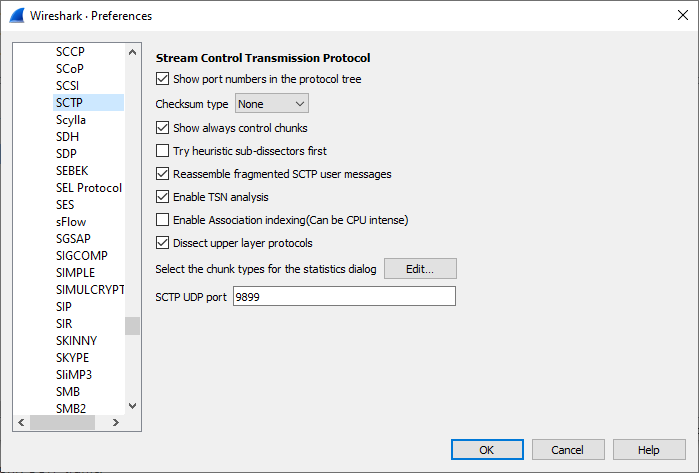 Wireshark · Preferences
SCCP
SCoP
SCSI
SCTP
Scylla
SDH
SDP
SEBEK
SEL Protocol
SES
sFlow
SGSAP
SIGCOMP
SIMPLE
SIMULCRYPT
SIP
SIR
SKINNY
SKYPE
SliMP3
SMB
SMB2
Stream Control Transmission Protocol
Show port numbers in the protocol tree
Checksum type None
Show always control chunks
Try heuristic sub-dissectors first
Reassemble fragmented SCTP user messages
Enable TSN analysis
Enable Association indexing(Can be CPU intense)
Dissect upper layer protocols
Select the chunk types for the statistics dialog Edit...
SCTP UDP port 9899
OK Cancel Help